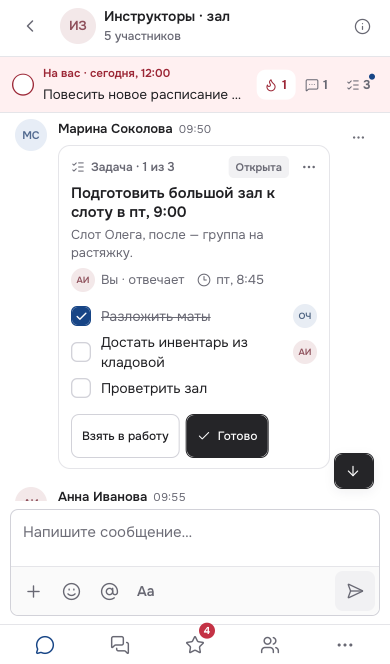 ИЗ
Инструкторы · зал
5 участников
На вас · сегодня, 12:00
Повесить новое расписание ...
1
1
3
МС
Марина Соколова 09:50
Задача · 1 из 3
Открыта
Подготовить большой зал к
слоту в пт, 9:00
Слот Олега, после — группа на
растяжку.
АИ Вы · отвечает пт, 8:45
Разложить маты
ОЧ
Достать инвентарь из
кладовой
АИ
Проветрить зал
Взять в работу
Готово
Анна Иванова 09:55
Напишите сообщение...
Aa
4